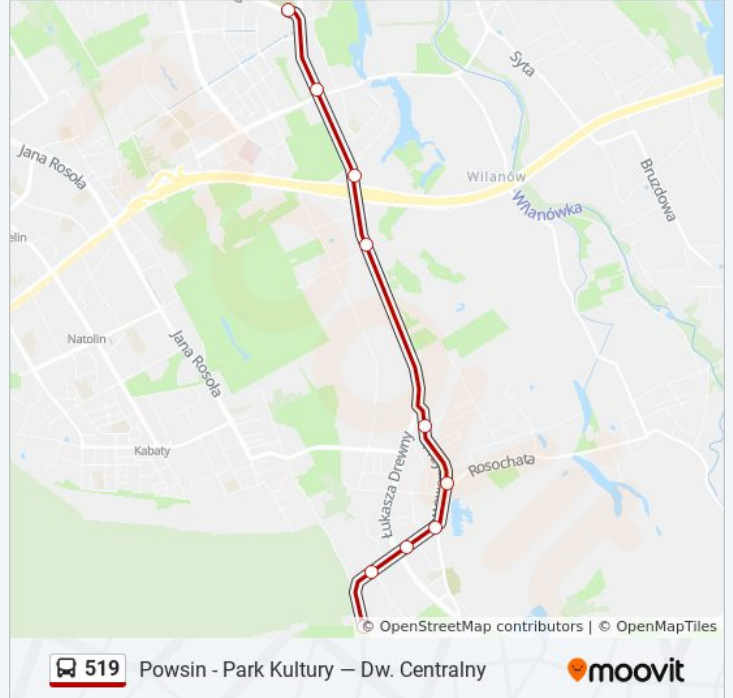 Syta
Jana Rosoła
Wilanów
Bruzdowa
Wilanówka
elin
Natolin
Jana Rosoła
Kabaty
Łukasza Drewny
Rosochata
© OpenStreetMap contributors | © OpenMapTiles
519 Powsin - Park Kultury — Dw. Centralny
moovit